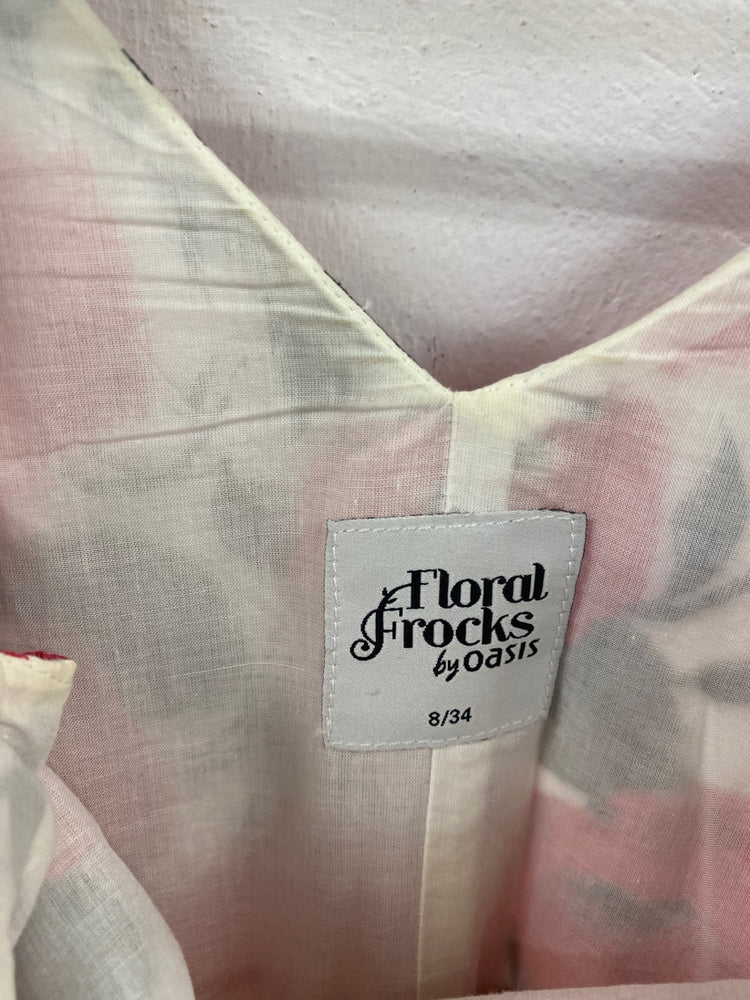 Floral
Frocks
by oasis
8/34